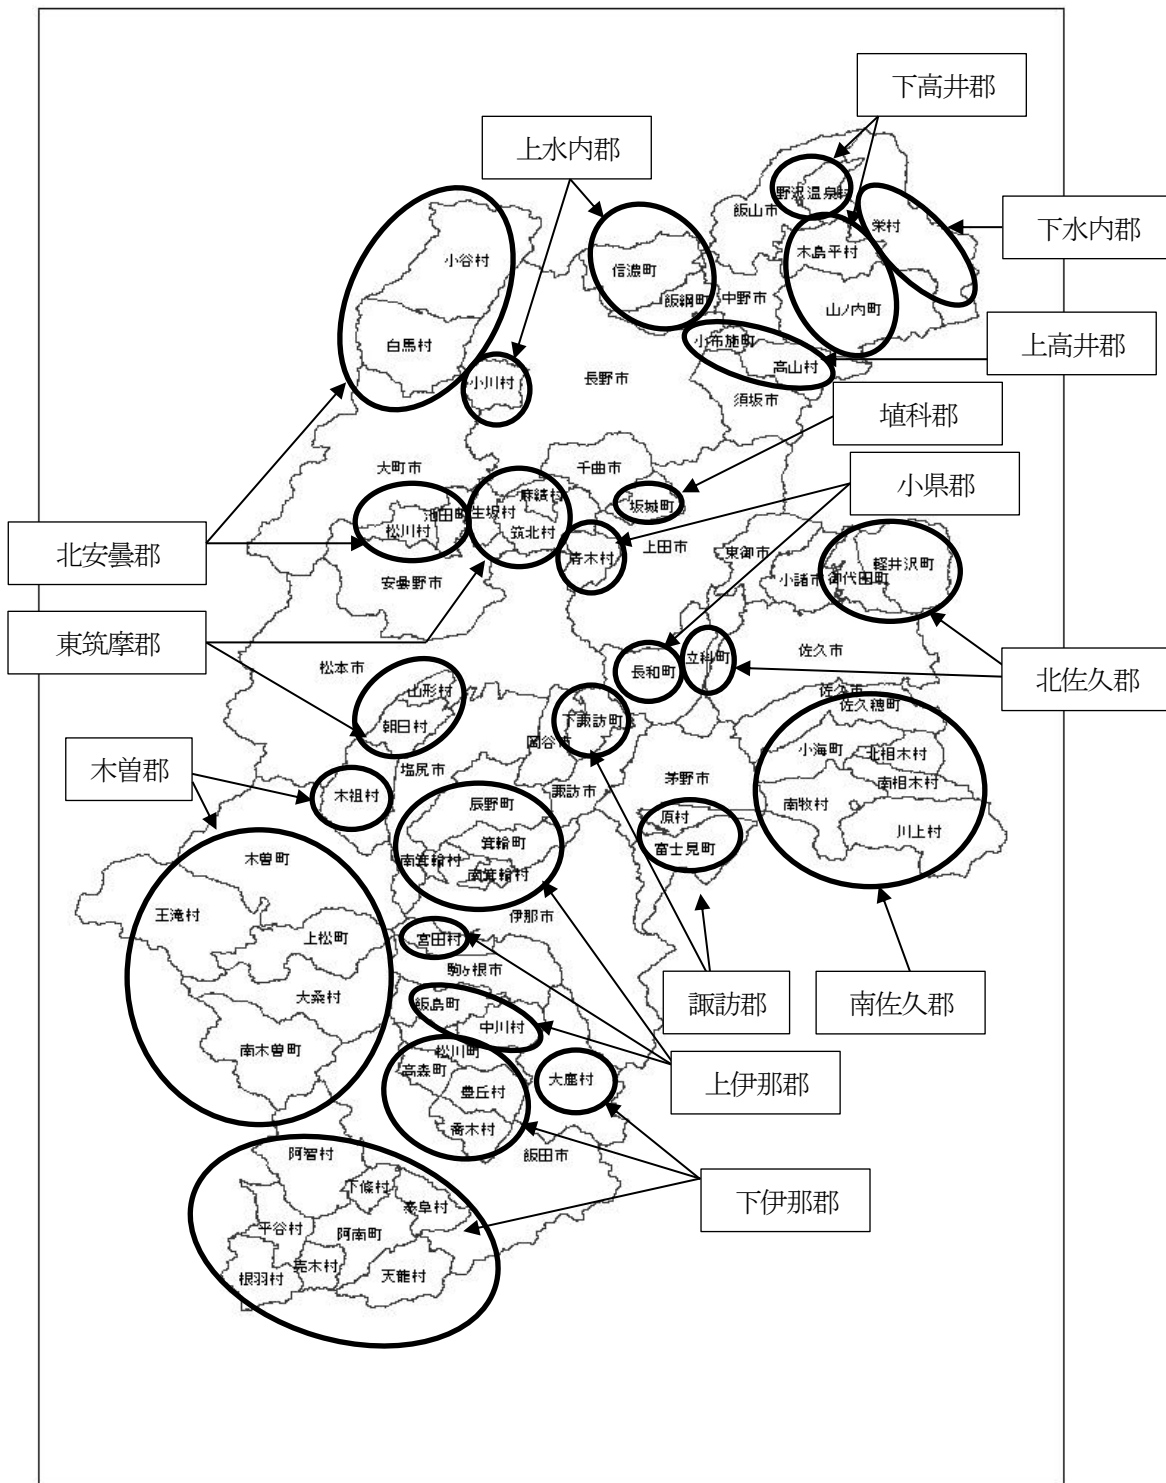 下高井郡
上水内郡
野沢温泉村
飯山市
栄村
下水内郡
木島平村
小谷村
信濃町
飯綱町
中野市
山ノ内町
上高井郡
小布施町
白馬村
高山村
小川村
長野市
須坂市
埴科郡
千曲市
大町市
小県郡
麻績村
坂城町
池田町
生坂村
松川村
筑北村
北安曇郡
青木村
上田市
東御市
軽井沢町
安曇野市
小諸市
御代田町
東筑摩郡
佐久市
立科町
松本市
長和町
北佐久郡
山形村
佐久市
佐久穂町
朝日村
下諏訪町
岡谷市
小海町
北相木村
木曽郡
塩尻市
茅野市
南相木村
諏訪市
木祖村
辰野町
南牧村
原村
川上村
箕輪町
富士見町
木曽町
南箕輪村
南箕輪村
王滝村
伊那市
上松町
宮田村
駒ヶ根市
大桑村
飯島町
諏訪郡
南佐久郡
中川村
南木曽町
松川町
高森町
大鹿村
上伊那郡
豊丘村
喬木村
阿智村
飯田市
下條村
泰阜村
下伊那郡
平谷村
阿南町
売木村
根羽村
天龍村